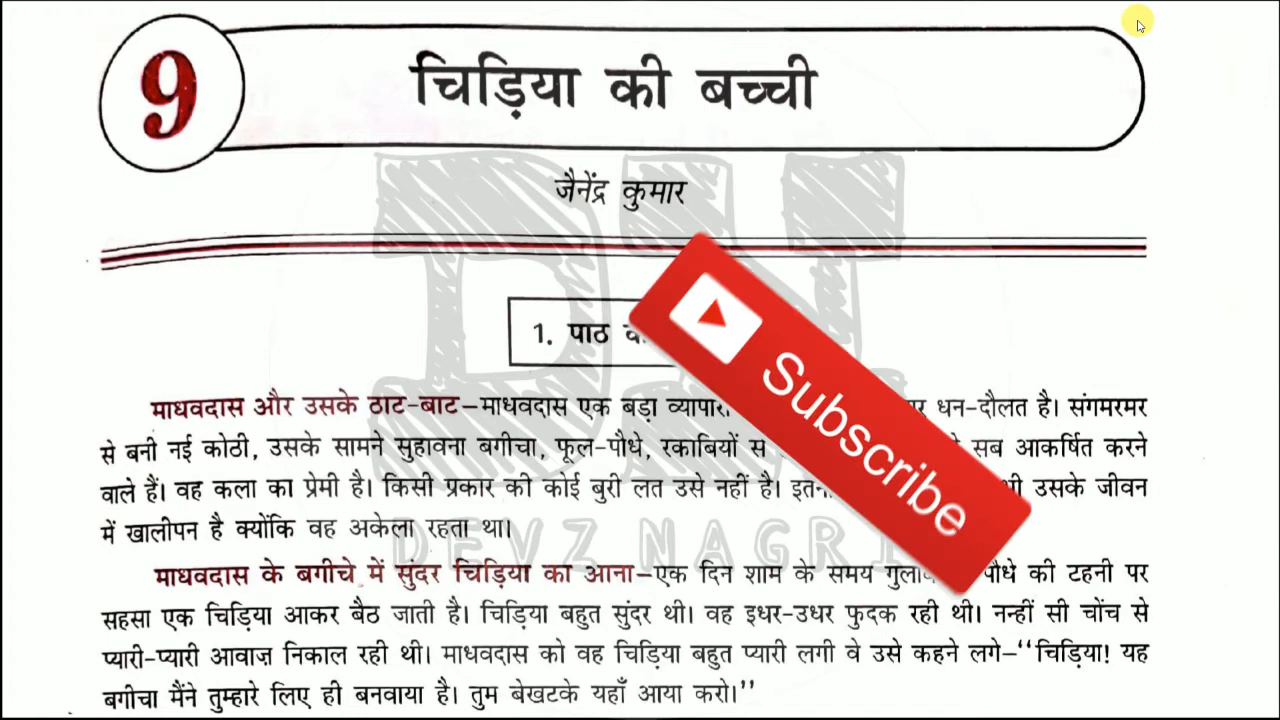 9
चिड़िया की बच्ची
जैनेंद्र कुमार
1. पाठ
माधवदास और उसके ठाट-बाट–माधवदास एक बड़ा धन-दौलत है। संगमरमर
से बनी नई कोठी, उसके सामने सुहावना बगीचा, फूल-पौधे, रकाबियों सब आकर्षित करने
वाले हैं। वह कला का प्रेमी है। किसी प्रकार की कोई बुरी लत उसे नहीं है। उसके जीवन
में खालीपन है क्योंकि वह अकेला रहता था।
माधवदास के बगीचे में सुंदर चिड़िया का आना–एक दिन शाम के समय पौधे की टहनी पर
सहसा एक चिड़िया आकर बैठ जाती है। चिड़िया बहुत सुंदर थी। वह इधर-उधर फुदक रही थी। नन्हीं सी चोंच से
प्यारी-प्यारी आवाज़ निकाल रही थी। माधवदास को वह चिड़िया बहुत प्यारी लगी वे उसे कहने लगे–“चिड़िया! यह
बगीचा मैंने तुम्हारे लिए ही बनवाया है। तुम बेखटके यहाँ आया करो।”
Subscribe
DEVZ NAGRI